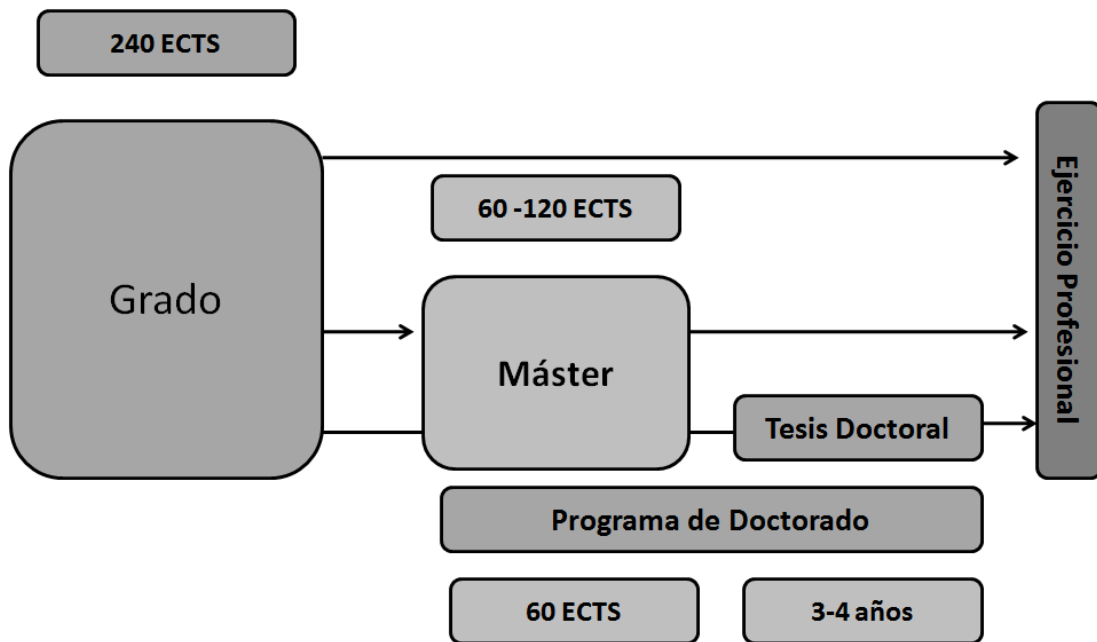 240 ECTS
Grado
60 -120 ECTS
Máster
Tesis Doctoral
Ejercicio Profesional
Programa de Doctorado
60 ECTS
3-4 años